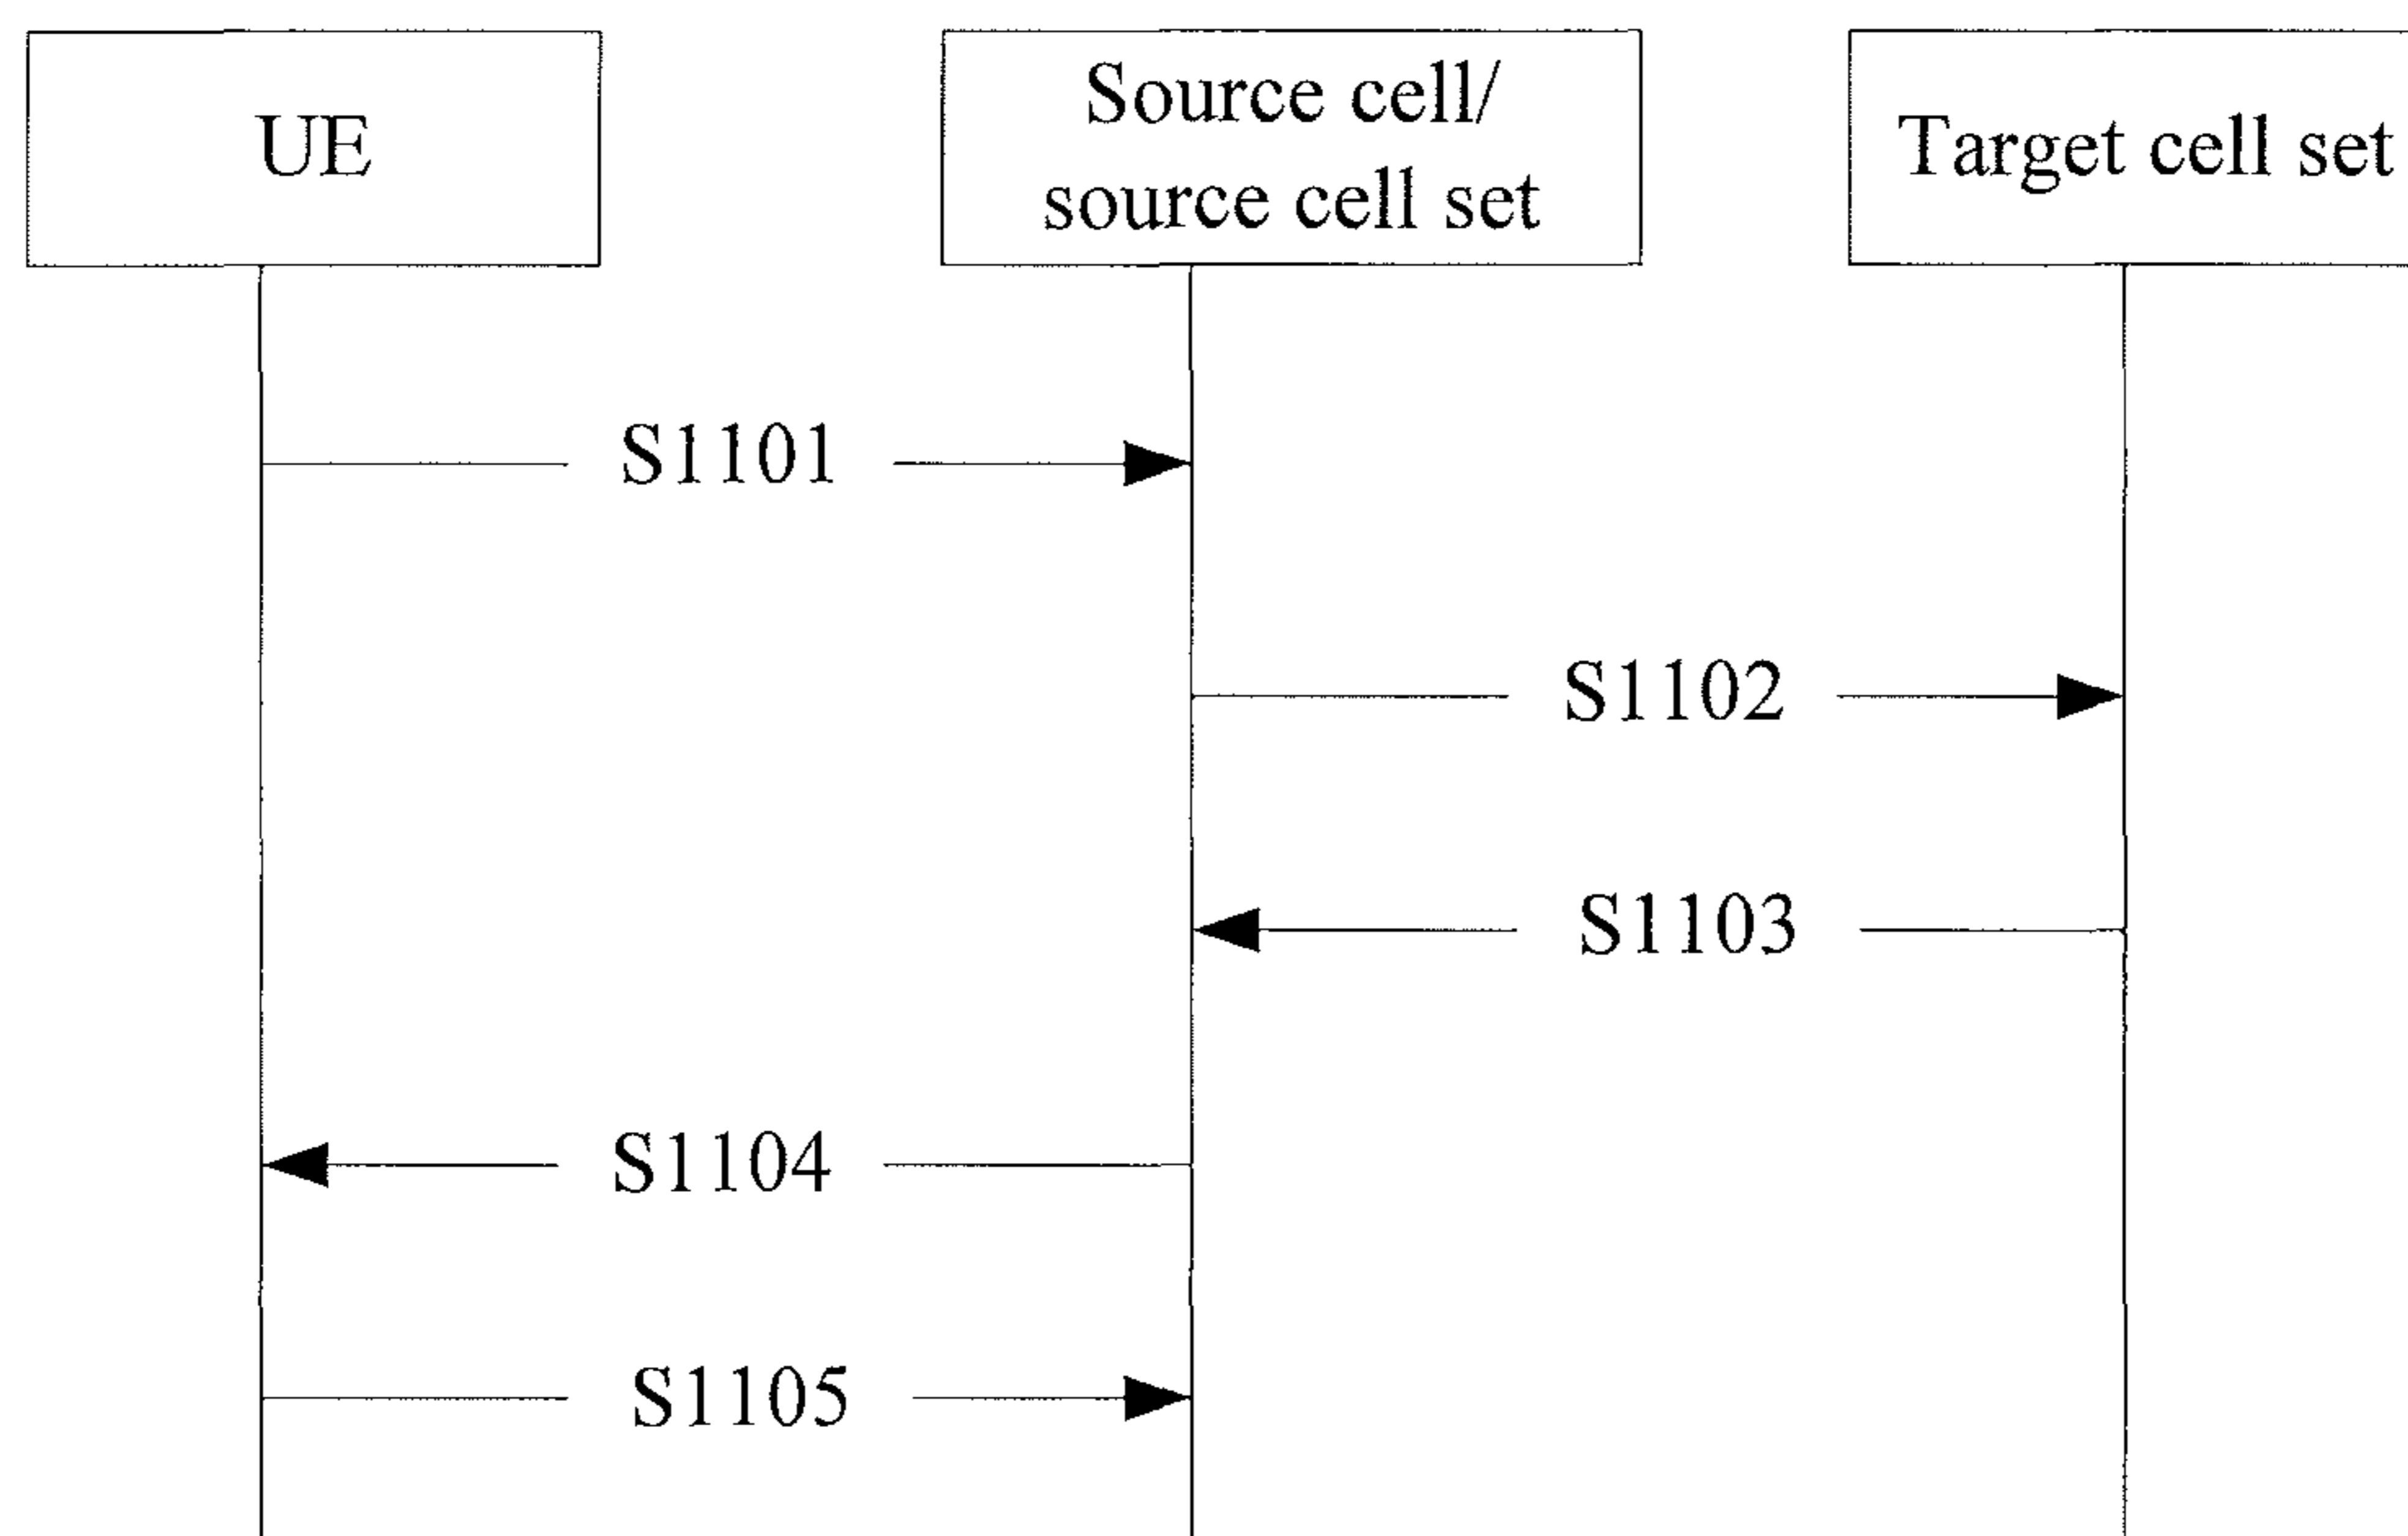 UE
Source cell/
source cell set
Target cell set
S1101
S1102
S1103
S1104
S1105